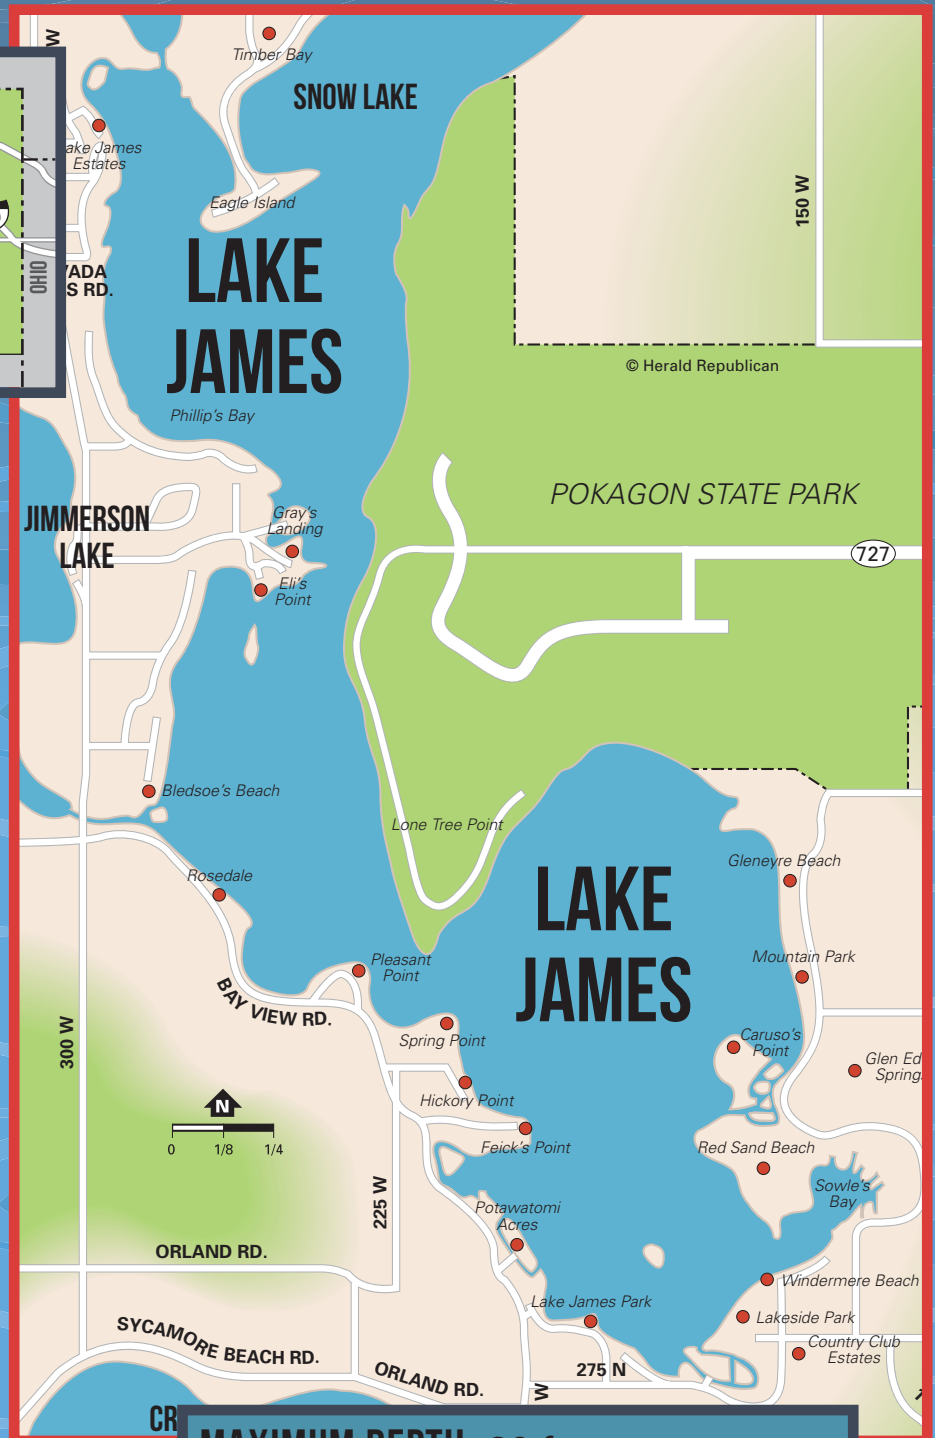 W
Timber Bay
SNOW LAKE
ake James
Estates
150 W
Eagle Island
LAKE
JAMES
OHIO
VADA
S RD.
© Herald Republican
Phillip's Bay
POKAGON STATE PARK
JIMMERSON
LAKE
Gray's
Landing
727
Eli's
Point
Bledsoe's Beach
Lone Tree Point
Gleneyre Beach
Rosedale
LAKE
JAMES
Pleasant
Point
Mountain Park
BAY VIEW RD.
300 W
Spring Point
Caruso's
Point
Glen Ed
Springs
Hickory Point
N
0 1/8 1/4
Feick's Point
Red Sand Beach
225 W
Sowle's
Bay
Potawatomi
Acres
ORLAND RD.
Windermere Beach
Lake James Park
Lakeside Park
SYCAMORE BEACH RD.
Country Club
Estates
275 N
ORLAND RD.
W
CR
MAXIMUM DEPTH